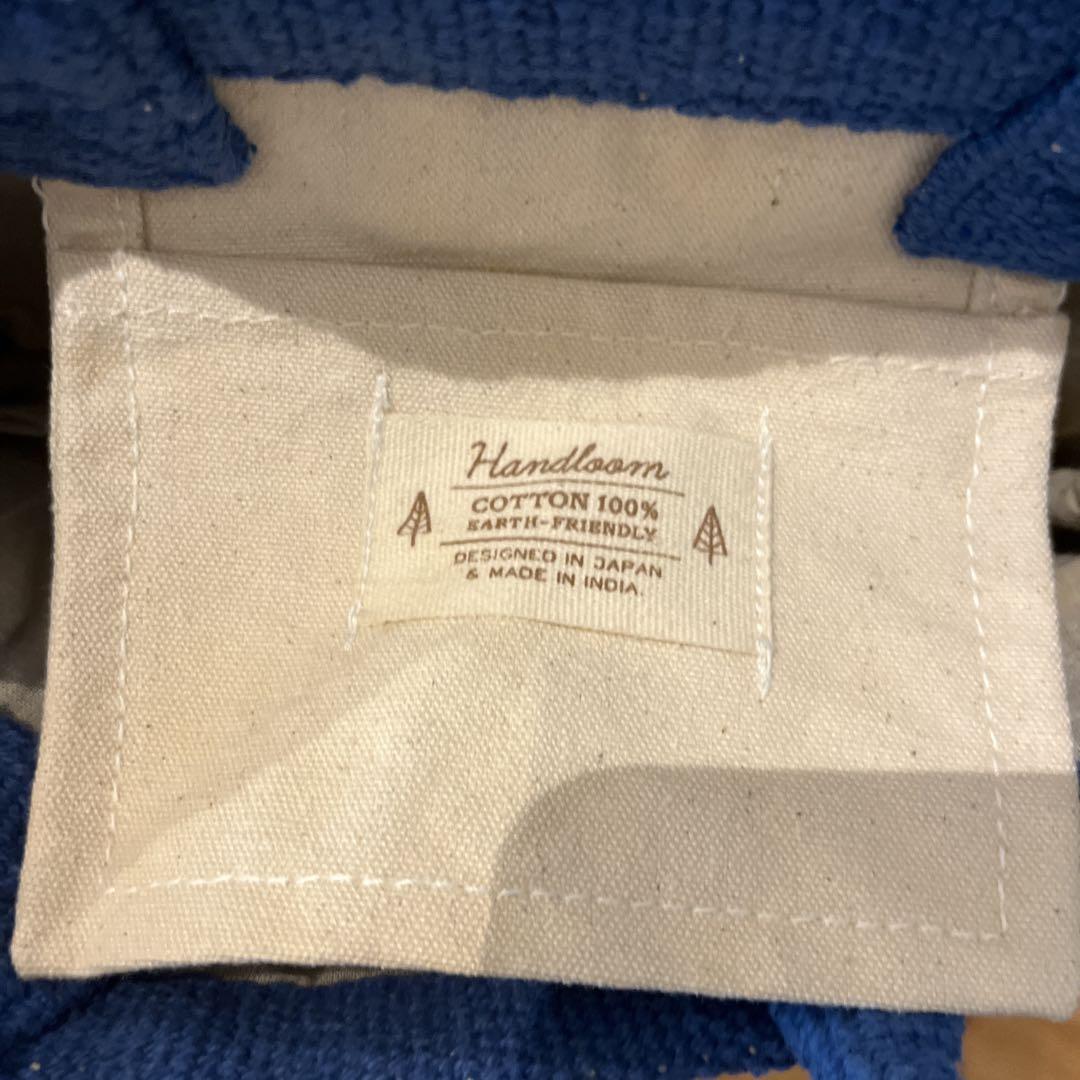 Handloom
COTTON 100%
EARTH-FRIENDLY
DESIGNED IN JAPAN
& MADE IN INDIA.